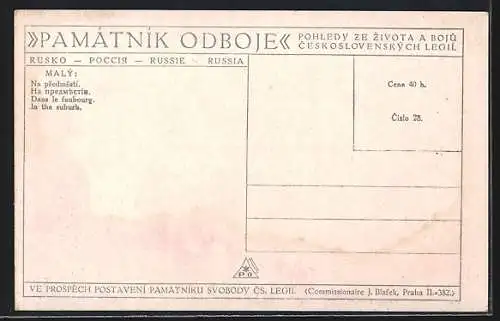 »PAMÁTNÍK ODBOJE«
POHLEDY ZE ŽIVOTA A BOJŮ
ČESKOSLOVENSKÝCH LEGIÍ.
RUSKO – РОССІЯ – RUSSIE – RUSSIA
MALÝ:
Na předměstí.
На предмѣстіи.
Dans le faubourg.
In the suburb.
Cena 40 h.
Číslo 28.
PO
VE PROSPĚCH POSTAVENÍ PAMÁTNÍKU SVOBODY ČS. LEGIÍ. (Commissionaire J. Blažek, Praha II.-382.)